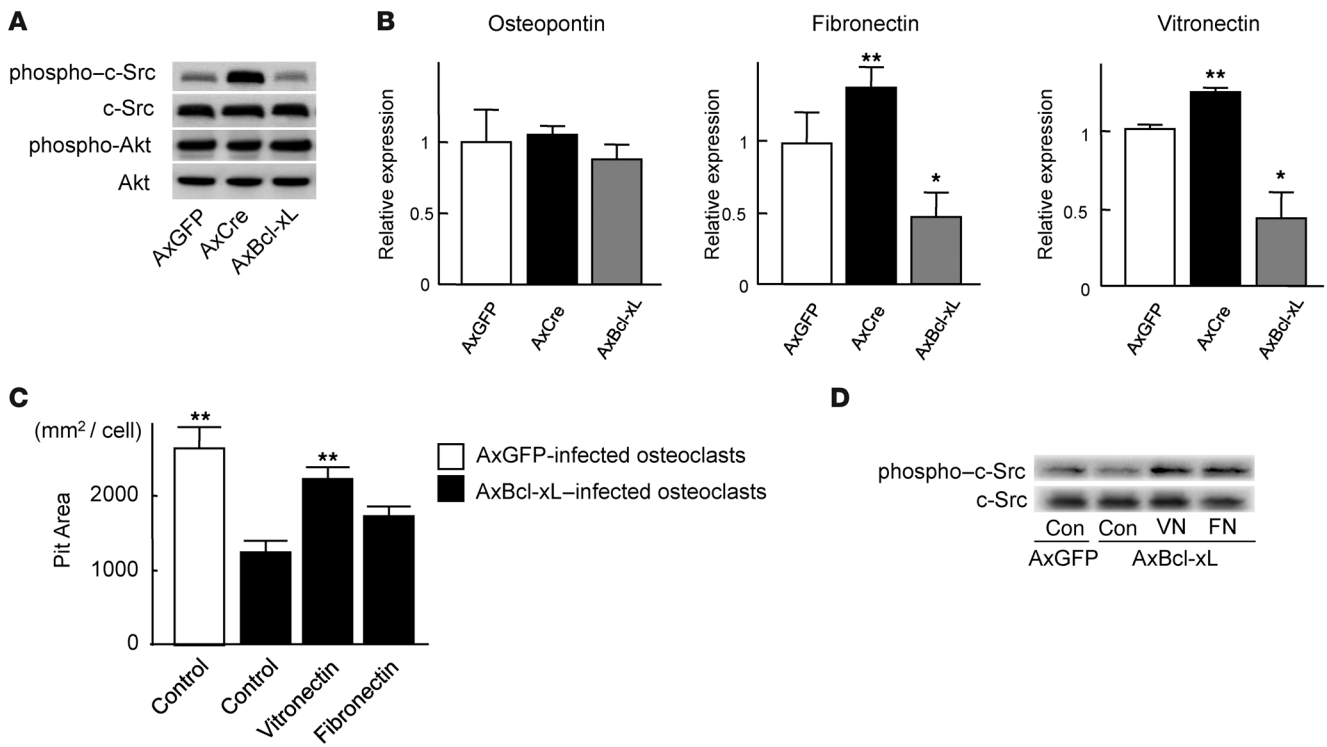 A
phospho–c-Src
c-Src
phospho-Akt
Akt
AxGFP
AxCre
AxBcl-xL
B
Osteopontin
Relative expression
1
0.5
0
AxGFP
AxCre
AxBcl-xL
Fibronectin
Relative expression
1
0.5
0
**
*
AxGFP
AxCre
AxBcl-xL
Vitronectin
Relative expression
1
0.5
0
**
*
AxGFP
AxCre
AxBcl-xL
C
(mm² / cell)
Pit Area
2000
1000
0
**
**
Control
Control
Vitronectin
Fibronectin
AxGFP-infected osteoclasts
AxBcl-xL–infected osteoclasts
D
phospho–c-Src
c-Src
Con Con VN FN
AxGFP AxBcl-xL